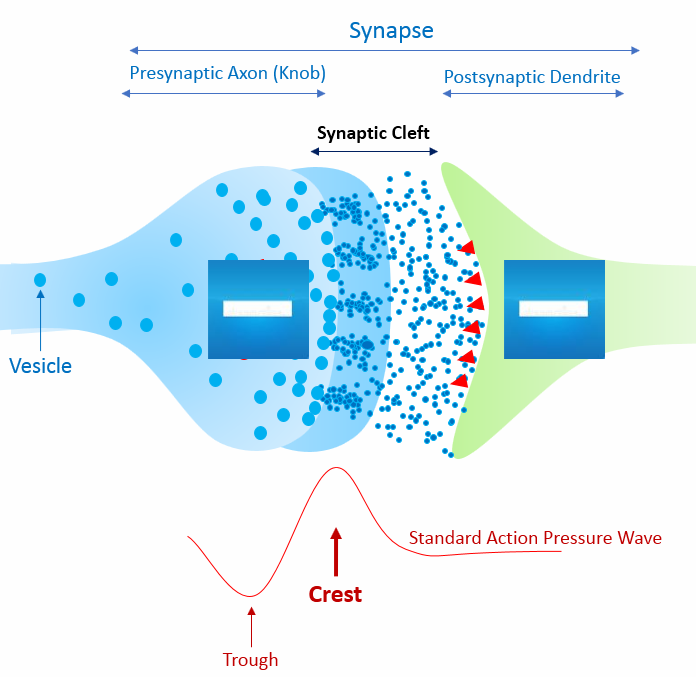 Synapse
Presynaptic Axon (Knob)
Postsynaptic Dendrite
Synaptic Cleft
Vesicle
Standard Action Pressure Wave
Crest
Trough